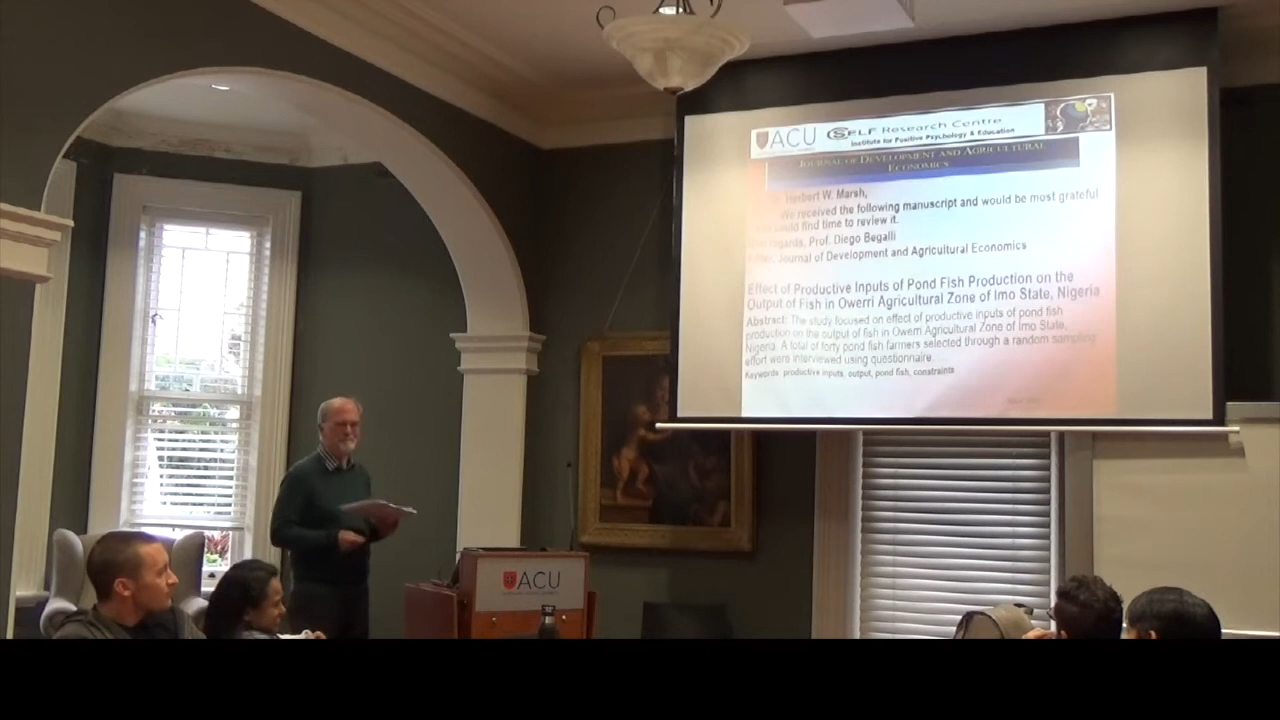 ACU
SELF Research Centre
Institute for Positive Psychology & Education
JOURNAL OF DEVELOPMENT AND AGRICULTURAL
ECONOMICS
Herbert W. Marsh,
We received the following manuscript and would be most grateful
could find time to review it.
regards, Prof. Diego Begalli
Journal of Development and Agricultural Economics
Effect of Productive Inputs of Pond Fish Production on the
Output of Fish in Owerri Agricultural Zone of Imo State, Nigeria
Abstract: The study focused on effect of productive inputs of pond fish
production on the output of fish in Owerri Agricultural Zone of Imo State,
Nigeria. A total of forty pond fish farmers selected through a random sampling
effort were interviewed using questionnaire.
Keywords: productive inputs, output, pond fish, constraints
ACU